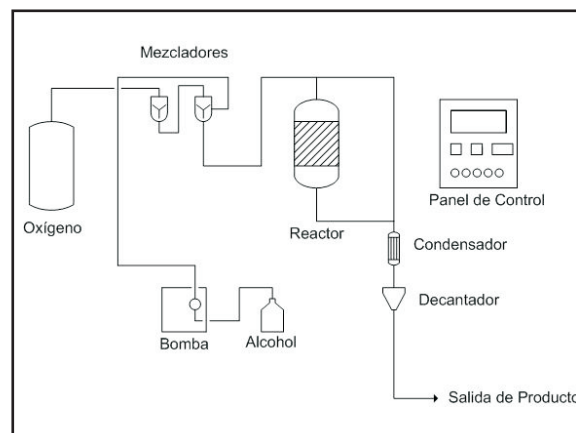 Mezcladores
Oxígeno
Reactor
Panel de Control
Condensador
Decantador
Bomba
Alcohol
Salida de Producto